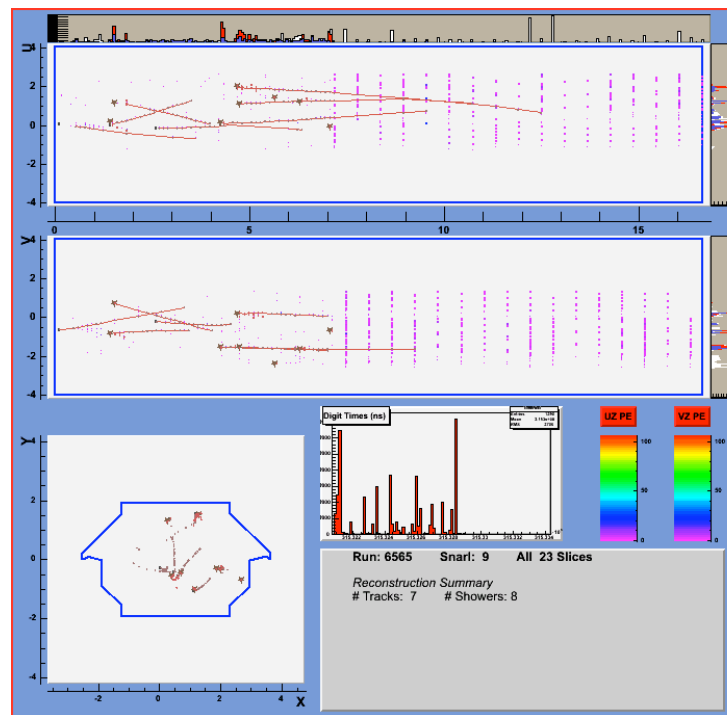 4
U
2
0
-2
-4
0 5 10 15
4
V
2
0
-2
-4
Digit Times (ns)
UZ PE VZ PE
100 100
50 50
0 0
315.322 315.324 315.326 315.328 315.33 315.332 315.334
Y
4
2
0
-2
-4
-2 0 2 4
X
Run: 6565 Snarl: 9 All 23 Slices
Reconstruction Summary
# Tracks: 7 # Showers: 8